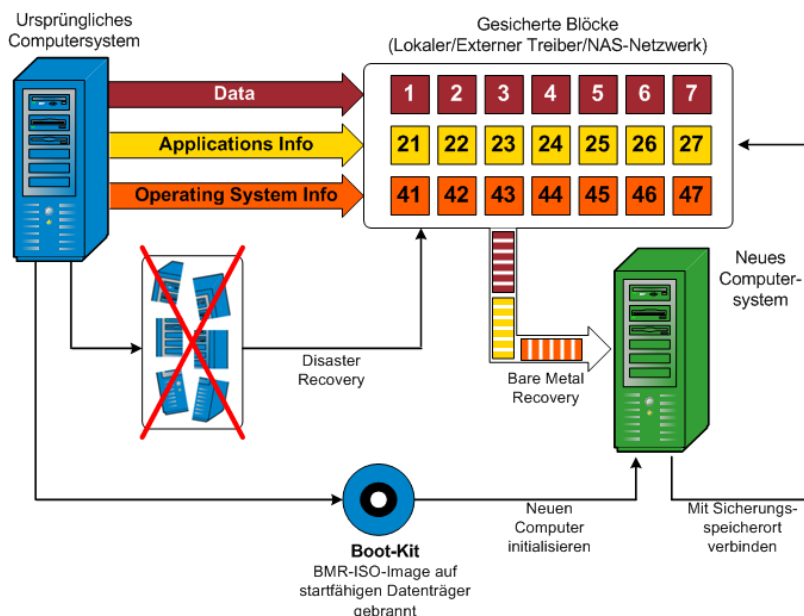 Ursprüngliches
Computersystem
Gesicherte Blöcke
(Lokaler/Externer Treiber/NAS-Netzwerk)
Data
1 2 3 4 5 6 7
Applications Info
21 22 23 24 25 26 27
Operating System Info
41 42 43 44 45 46 47
Neues
Computer-
system
Disaster
Recovery
Bare Metal
Recovery
Neuen
Computer
initialisieren
Mit Sicherungs-
speicherort
verbinden
Boot-Kit
BMR-ISO-Image auf
startfähigen Datenträger
gebrannt